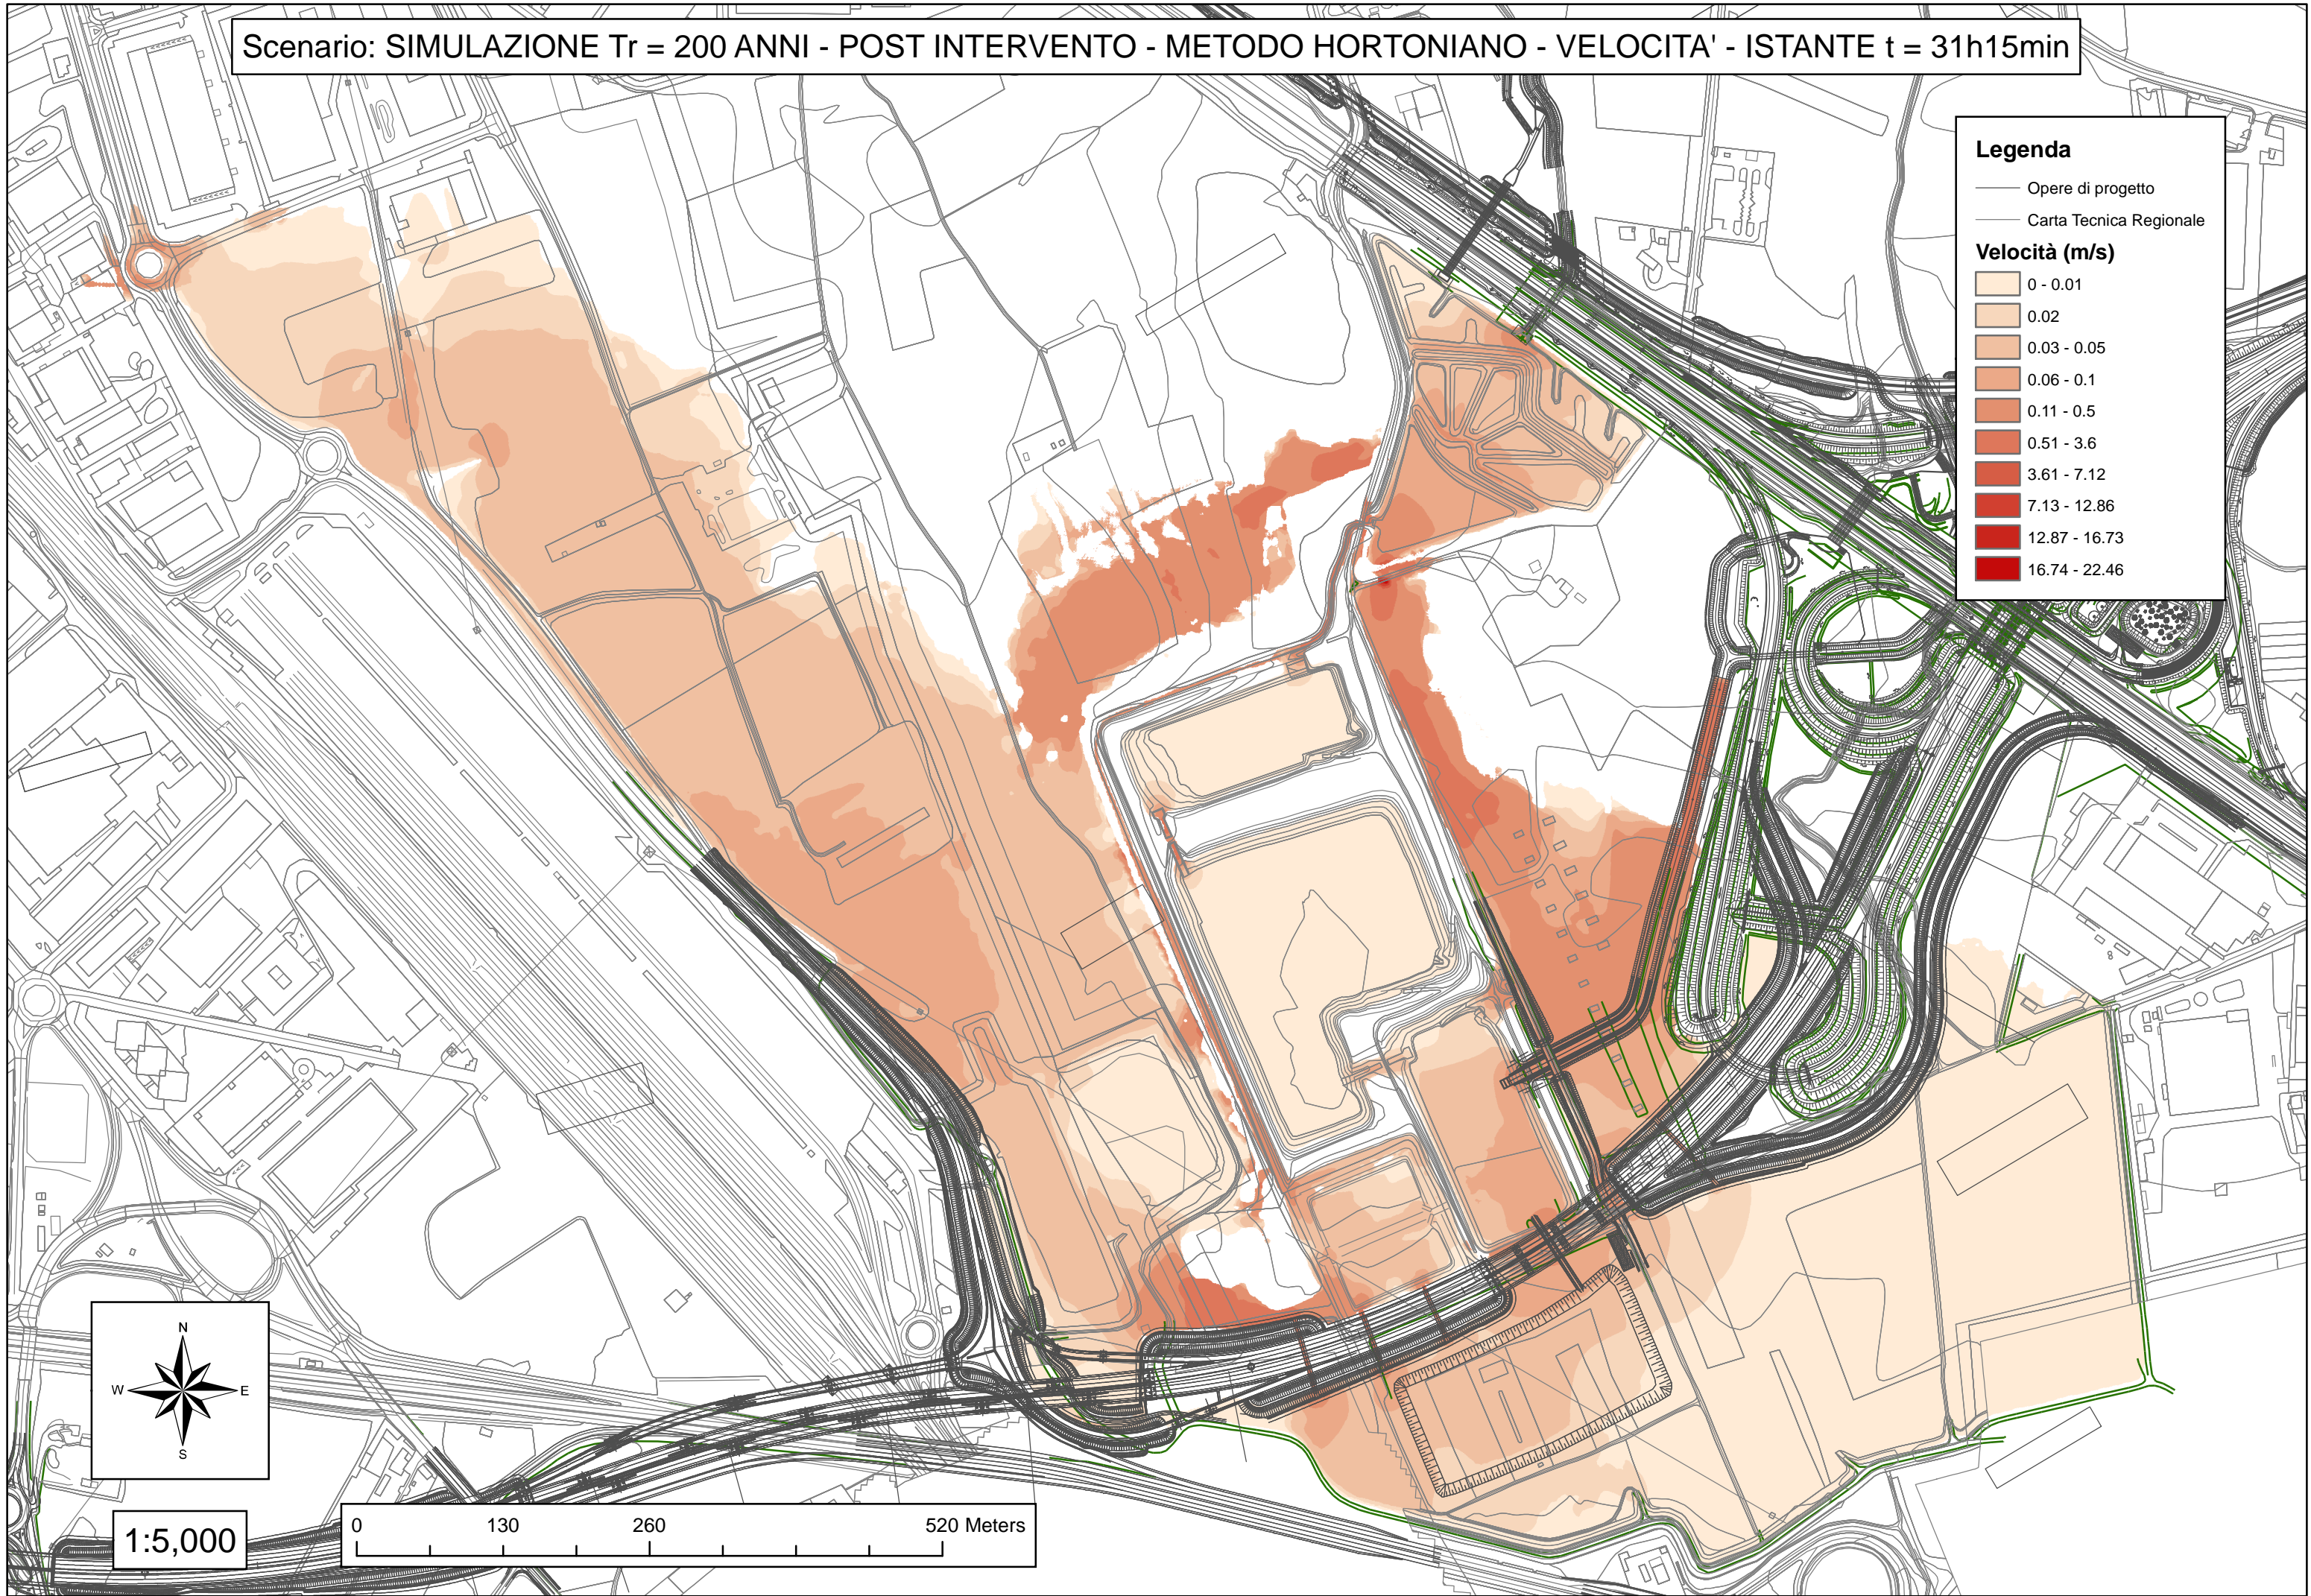 Scenario: SIMULAZIONE Tr = 200 ANNI - POST INTERVENTO - METODO HORTONIANO - VELOCITA' - ISTANTE t = 31h15min
Legenda
Opere di progetto
Carta Tecnica Regionale
Velocità (m/s)
0 - 0.01
0.02
0.03 - 0.05
0.06 - 0.1
0.11 - 0.5
0.51 - 3.6
3.61 - 7.12
7.13 - 12.86
12.87 - 16.73
16.74 - 22.46
N
W E
S
1:5,000
0 130 260 520 Meters